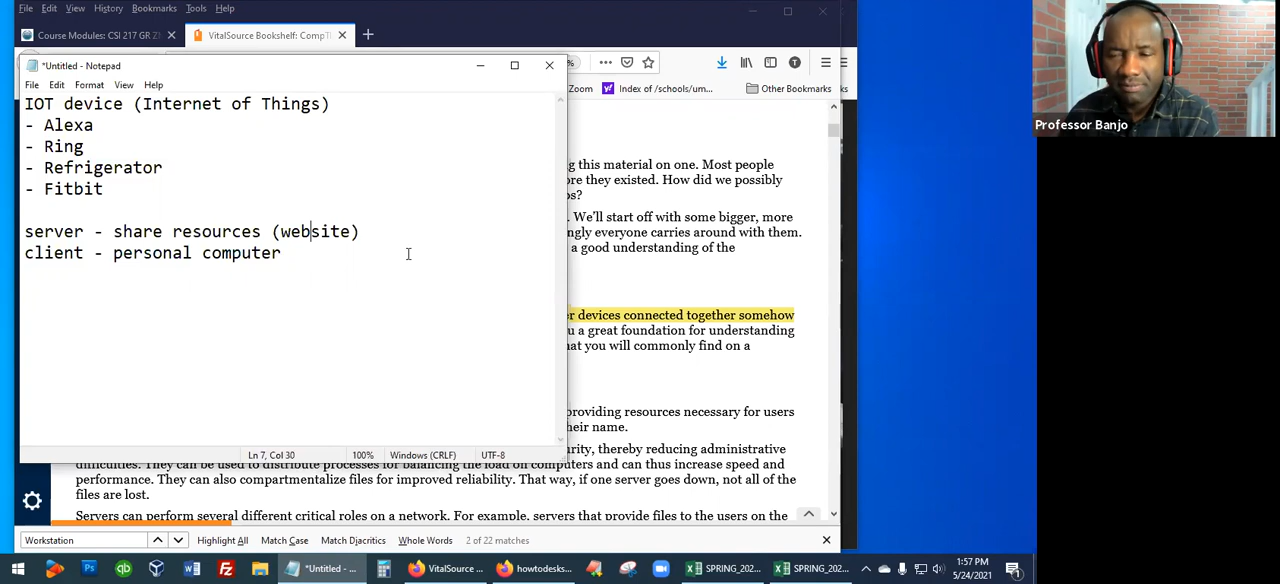 File Edit View History Bookmarks Tools Help
Course Modules: CSI 217 GR
VitalSource Bookshelf: CompTI
*Untitled - Notepad
File Edit Format View Help
Zoom Index of /schools/um... Other Bookmarks
IOT device (Internet of Things)
- Alexa
- Ring
- Refrigerator
- Fitbit
server - share resources (website)
client - personal computer
Ln 7, Col 30 100% Windows (CRLF) UTF-8
ng this material on one. Most people
ore they existed. How did we possibly
ps?
. We'll start off with some bigger, more
ngly everyone carries around with them.
a good understanding of the
er devices connected together somehow
u a great foundation for understanding
hat you will commonly find on a
providing resources necessary for users
heir name.
urity, thereby reducing administrative
difficulties. They can be used to distribute processes for balancing the load on computers and can thus increase speed and
performance. They can also compartmentalize files for improved reliability. That way, if one server goes down, not all of the
files are lost.
Servers can perform several different critical roles on a network. For example, servers that provide files to the users on the
Workstation Highlight All Match Case Match Diacritics Whole Words 2 of 22 matches
*Untitled - ... VitalSource ... howtodesks... SPRING_202... SPRING_202...
1:57 PM
5/24/2021
Professor Banjo